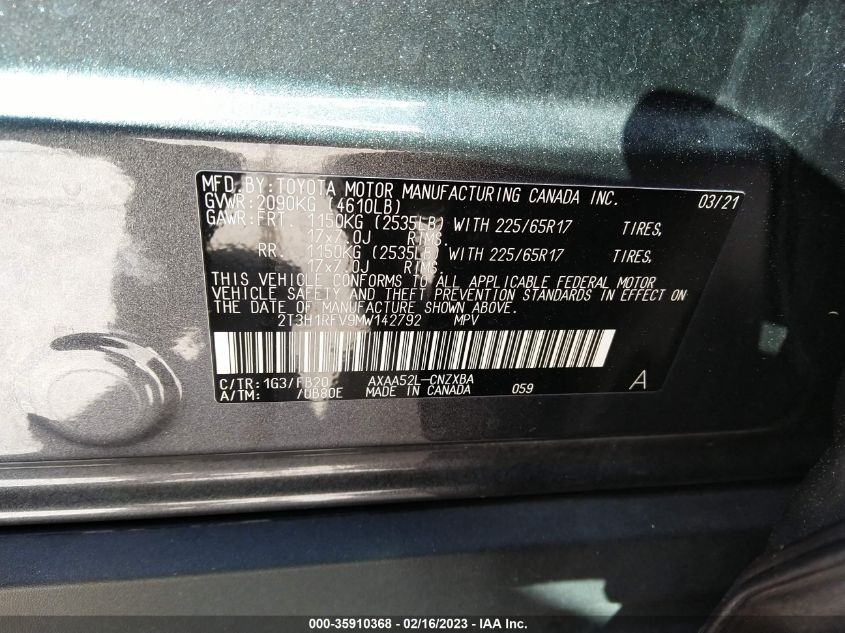 MFD.BY:TOYOTA MOTOR MANUFACTURING CANADA INC. 03/21
GVWR:2090KG (4610LB)
GAWR:FRT. 1150KG (2535LB) WITH 225/65R17 TIRES,
17x7.0J RIMS.
RR. 1150KG (2535LB) WITH 225/65R17 TIRES,
17x7.0J RIMS.
THIS VEHICLE CONFORMS TO ALL APPLICABLE FEDERAL MOTOR
VEHICLE SAFETY AND THEFT PREVENTION STANDARDS IN EFFECT ON
THE DATE OF MANUFACTURE SHOWN ABOVE.
2T3H1RFV9MW142792 MPV
C/TR: 1G3/FB20 AXAA52L-CNZXBA
A/TM: /UB80E MADE IN CANADA 059 A
000-35910368 - 02/16/2023 - IAA Inc.